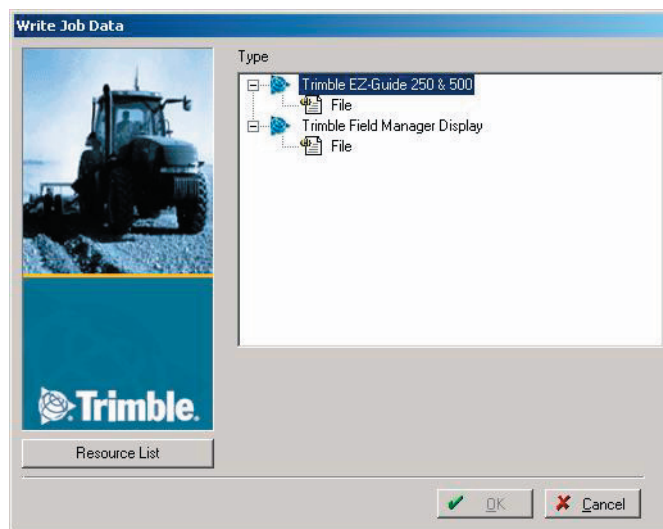 Write Job Data
Type
Trimble EZ-Guide 250 & 500
File
Trimble Field Manager Display
File
Trimble.
Resource List
OK
Cancel